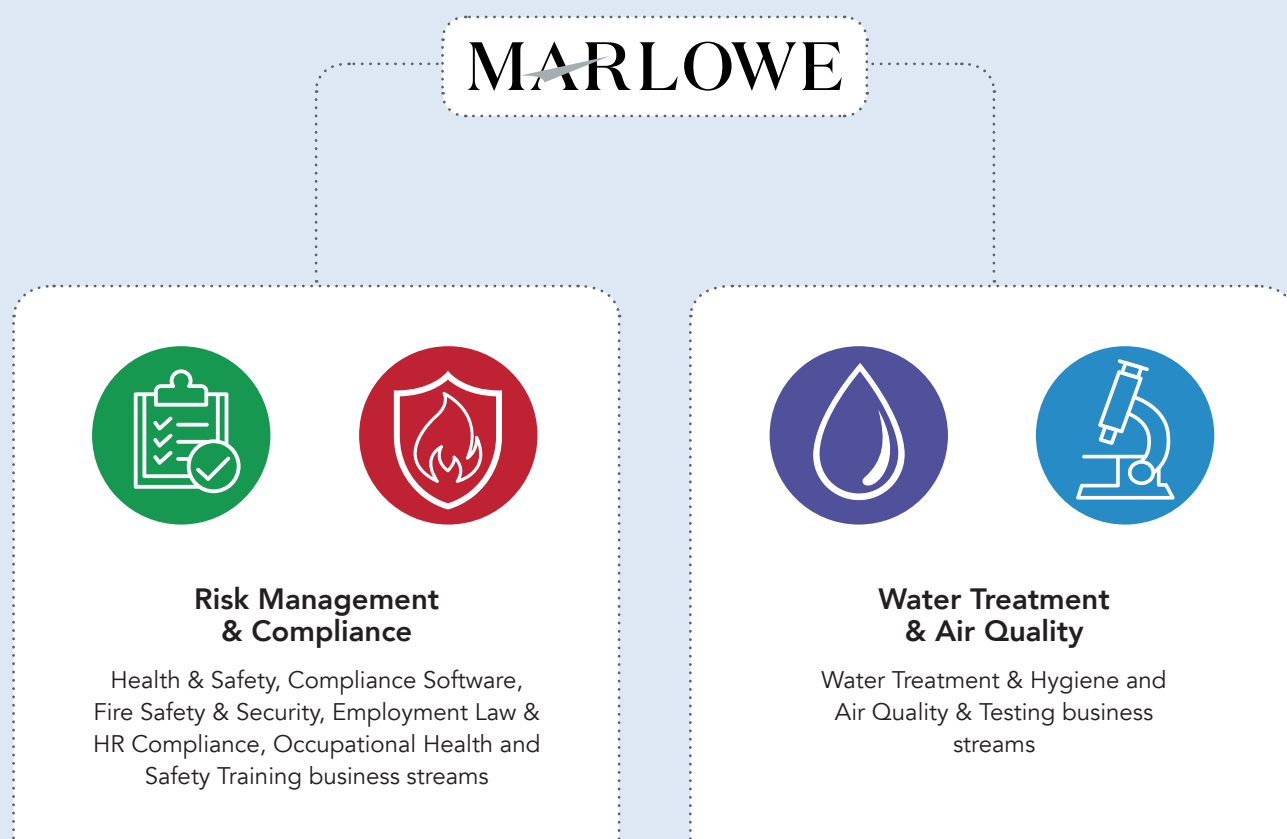 MARLOWE
Risk Management
& Compliance
Health & Safety, Compliance Software,
Fire Safety & Security, Employment Law &
HR Compliance, Occupational Health and
Safety Training business streams
Water Treatment
& Air Quality
Water Treatment & Hygiene and
Air Quality & Testing business
streams